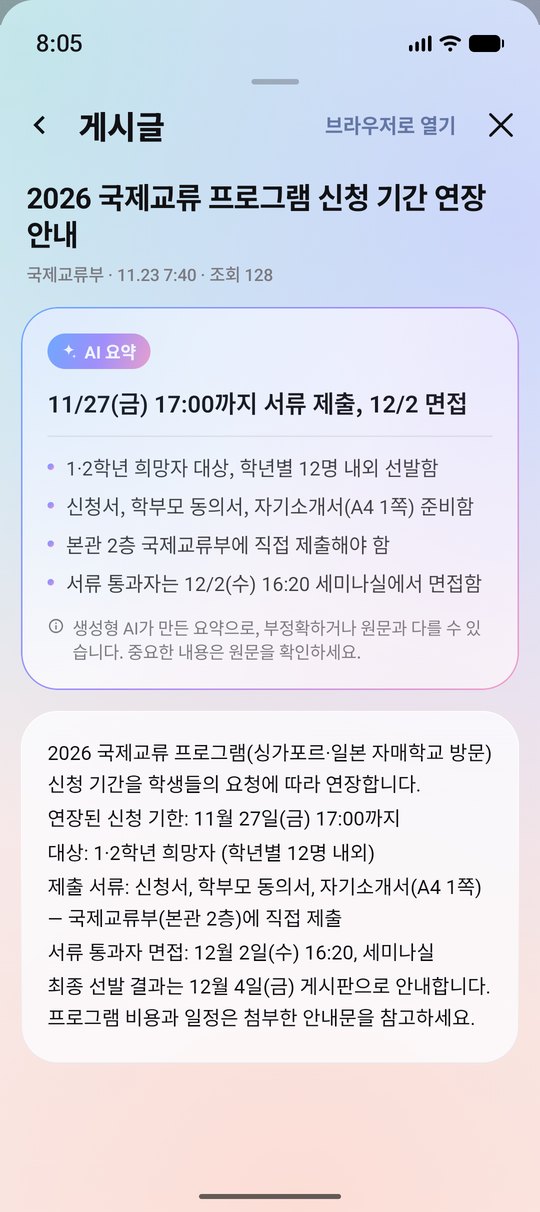 8:05
게시글
브라우저로 열기
2026 국제교류 프로그램 신청 기간 연장
안내
국제교류부 · 11.23 7:40 · 조회 128
AI 요약
11/27(금) 17:00까지 서류 제출, 12/2 면접
• 1·2학년 희망자 대상, 학년별 12명 내외 선발함
• 신청서, 학부모 동의서, 자기소개서(A4 1쪽) 준비함
• 본관 2층 국제교류부에 직접 제출해야 함
• 서류 통과자는 12/2(수) 16:20 세미나실에서 면접함
생성형 AI가 만든 요약으로, 부정확하거나 원문과 다를 수 있
습니다. 중요한 내용은 원문을 확인하세요.
2026 국제교류 프로그램(싱가포르·일본 자매학교 방문)
신청 기간을 학생들의 요청에 따라 연장합니다.
연장된 신청 기한: 11월 27일(금) 17:00까지
대상: 1·2학년 희망자 (학년별 12명 내외)
제출 서류: 신청서, 학부모 동의서, 자기소개서(A4 1쪽)
– 국제교류부(본관 2층)에 직접 제출
서류 통과자 면접: 12월 2일(수) 16:20, 세미나실
최종 선발 결과는 12월 4일(금) 게시판으로 안내합니다.
프로그램 비용과 일정은 첨부한 안내문을 참고하세요.